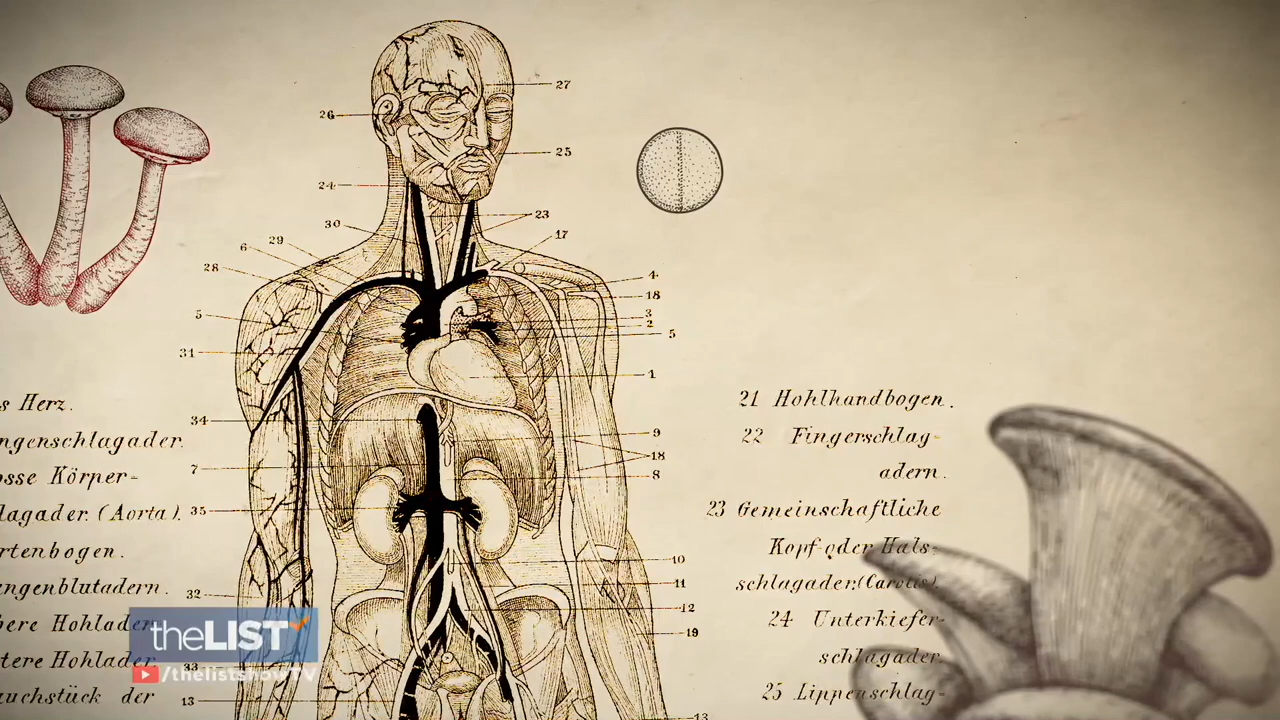 27
26
25
24
23
30
17
29
6
28
4
18
3
2
5
5
31
1
34
9
18
7
8
35
10
11
32
12
19
33
13
13
s Herz.
ngenschlagader.
sse Körper-
lagader. (Aorta).
rtenbogen.
ngenblutadern.
bere Hohlader
tere Hohlader
uchstück der
21 Hohlhandbogen.
22 Fingerschlag-
adern.
23 Gemeinschaftliche
Kopf-oder Hals-
schlagader.(Carotis)
24 Unterkiefer-
schlagader.
25 Lippenschlag-
theLIST
/thelistshowTV